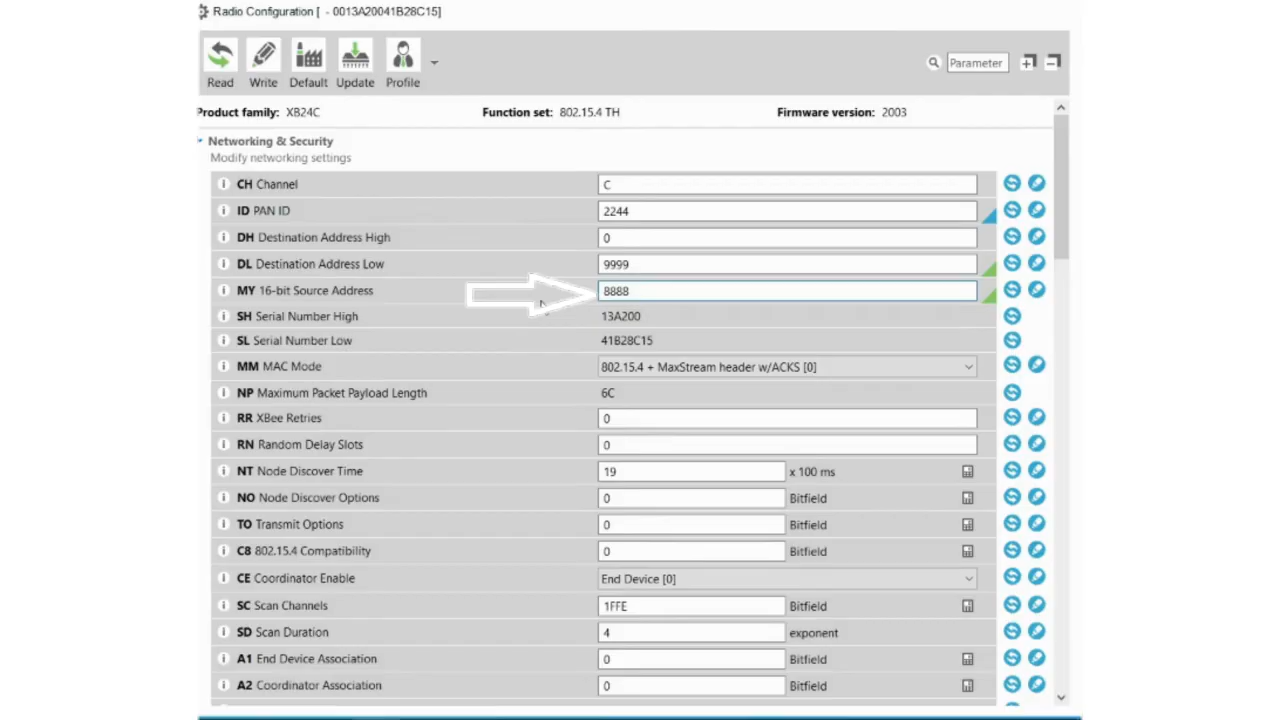 Radio Configuration [ - 0013A20041B28C15]
Read Write Default Update Profile Parameter
Product family: XB24C Function set: 802.15.4 TH Firmware version: 2003
Networking & Security
Modify networking settings
CH Channel C
ID PAN ID 2244
DH Destination Address High 0
DL Destination Address Low 9999
MY 16-bit Source Address 8888
SH Serial Number High 13A200
SL Serial Number Low 41B28C15
MM MAC Mode 802.15.4 + MaxStream header w/ACKS [0]
NP Maximum Packet Payload Length 6C
RR XBee Retries 0
RN Random Delay Slots 0
NT Node Discover Time 19 x 100 ms
NO Node Discover Options 0 Bitfield
TO Transmit Options 0 Bitfield
C8 802.15.4 Compatibility 0 Bitfield
CE Coordinator Enable End Device [0]
SC Scan Channels 1FFE Bitfield
SD Scan Duration 4 exponent
A1 End Device Association 0 Bitfield
A2 Coordinator Association 0 Bitfield